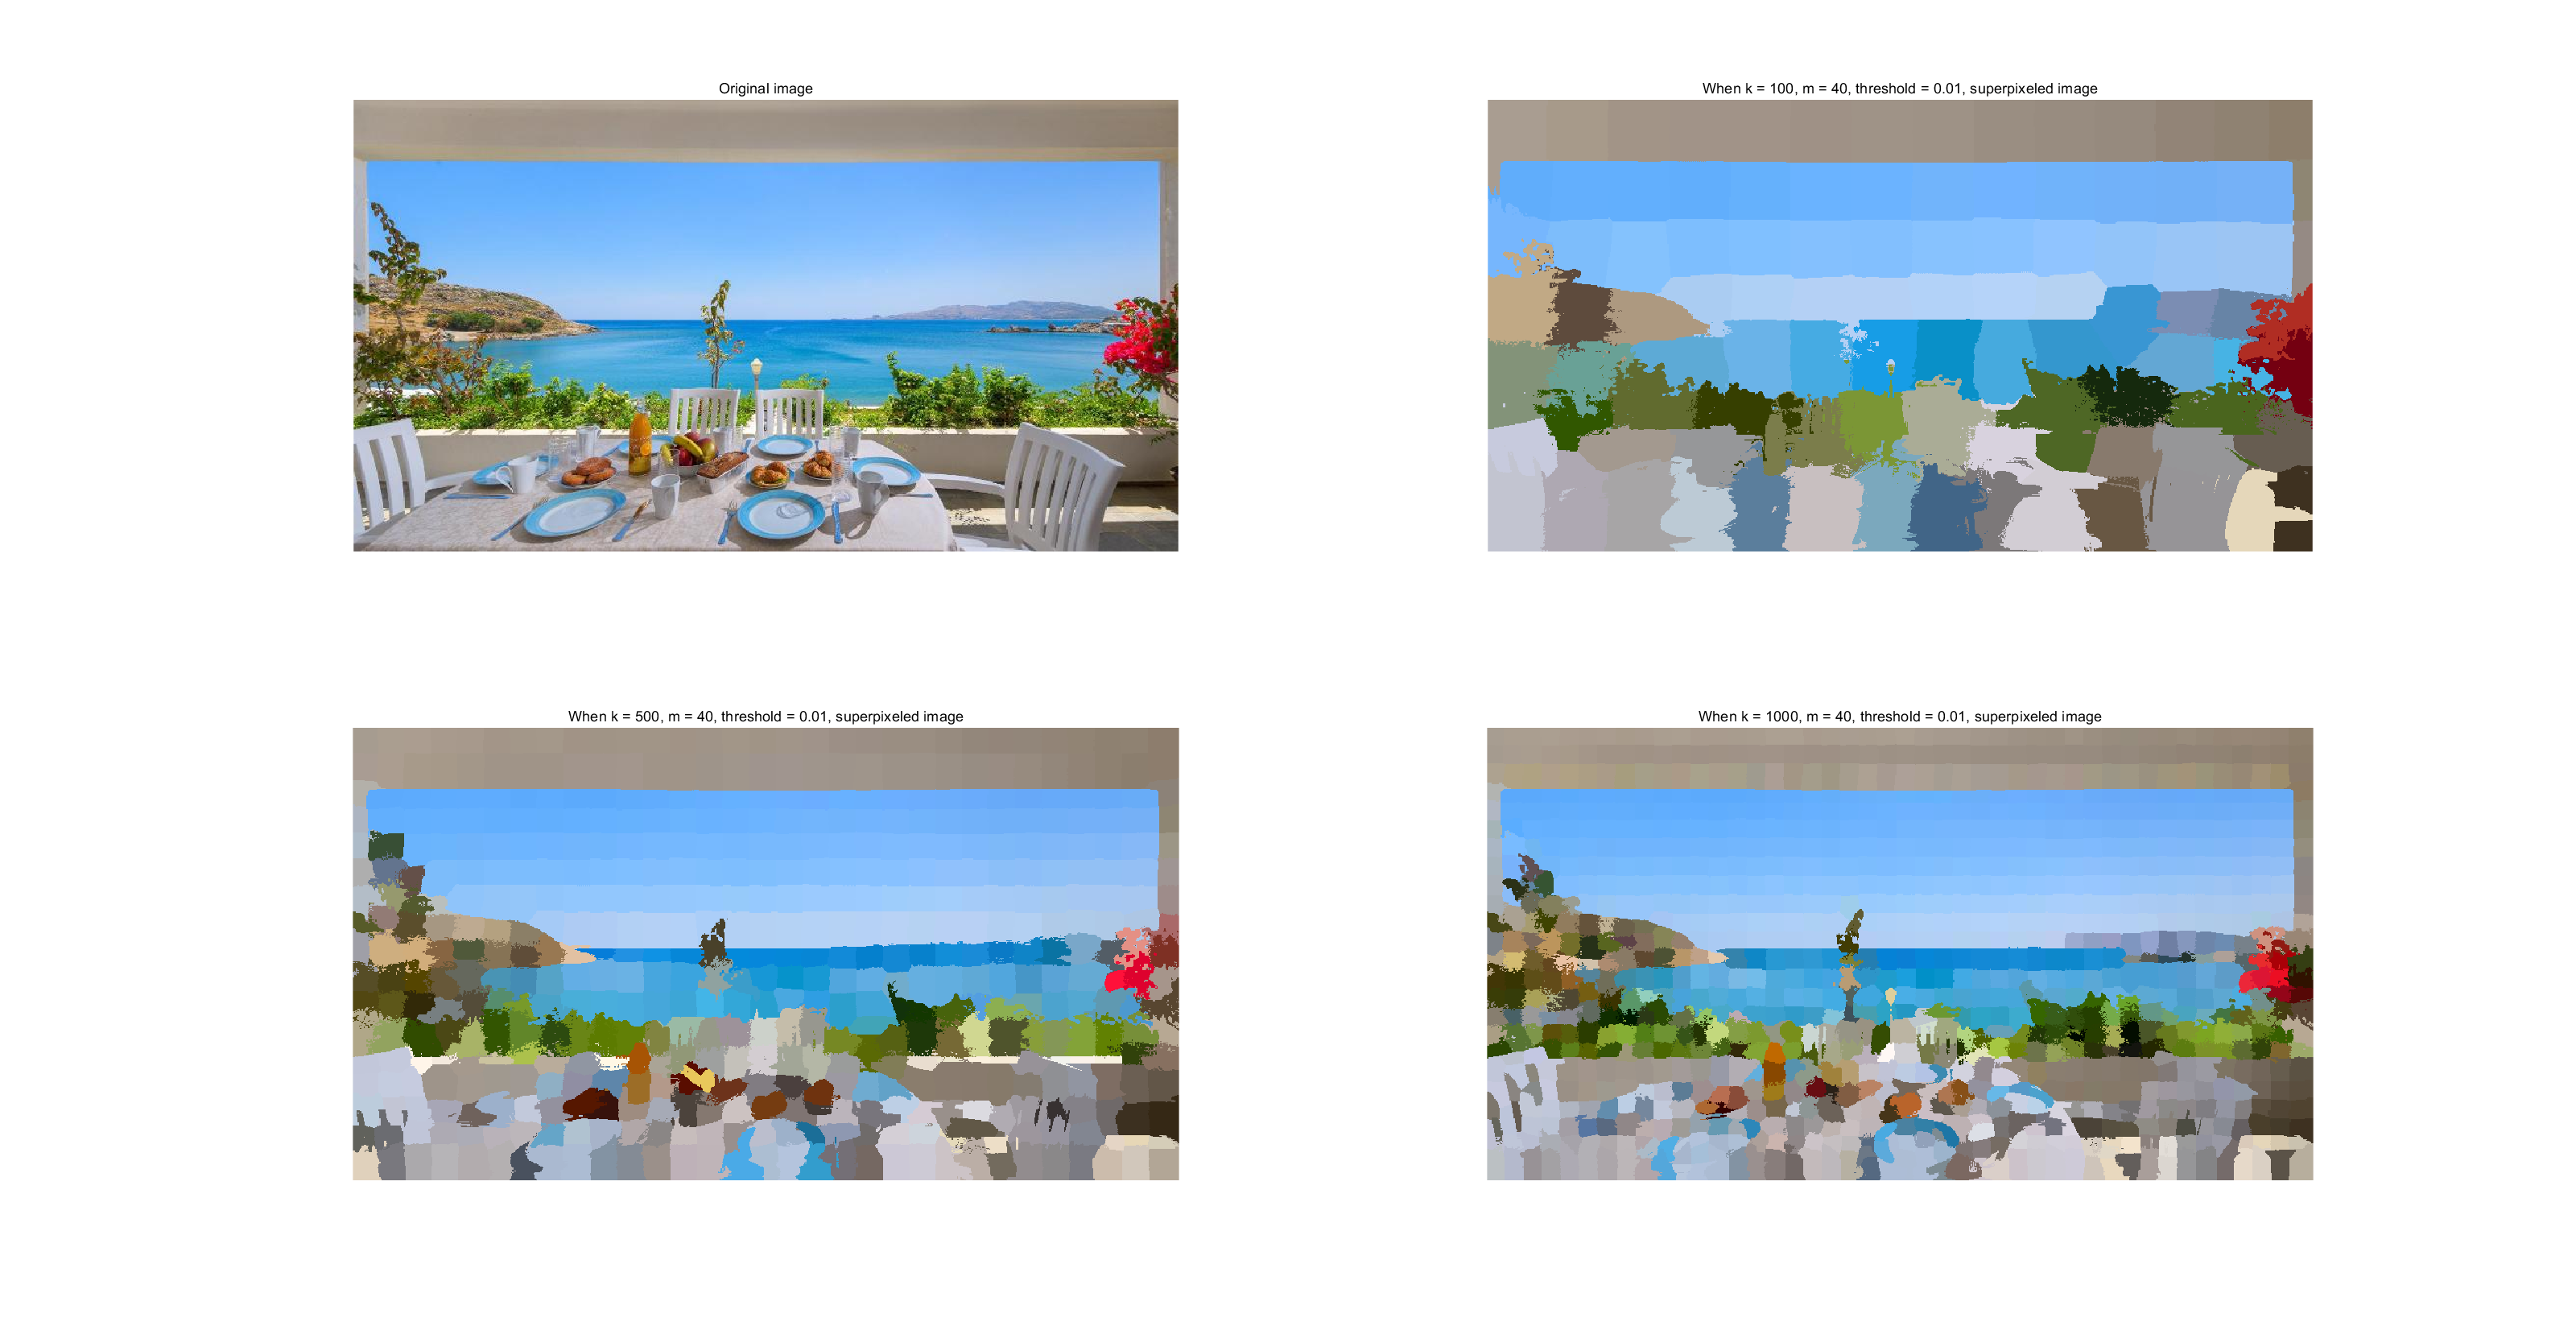 Original image
When k = 100, m = 40, threshold = 0.01, superpixeled image
When k = 500, m = 40, threshold = 0.01, superpixeled image
When k = 1000, m = 40, threshold = 0.01, superpixeled image